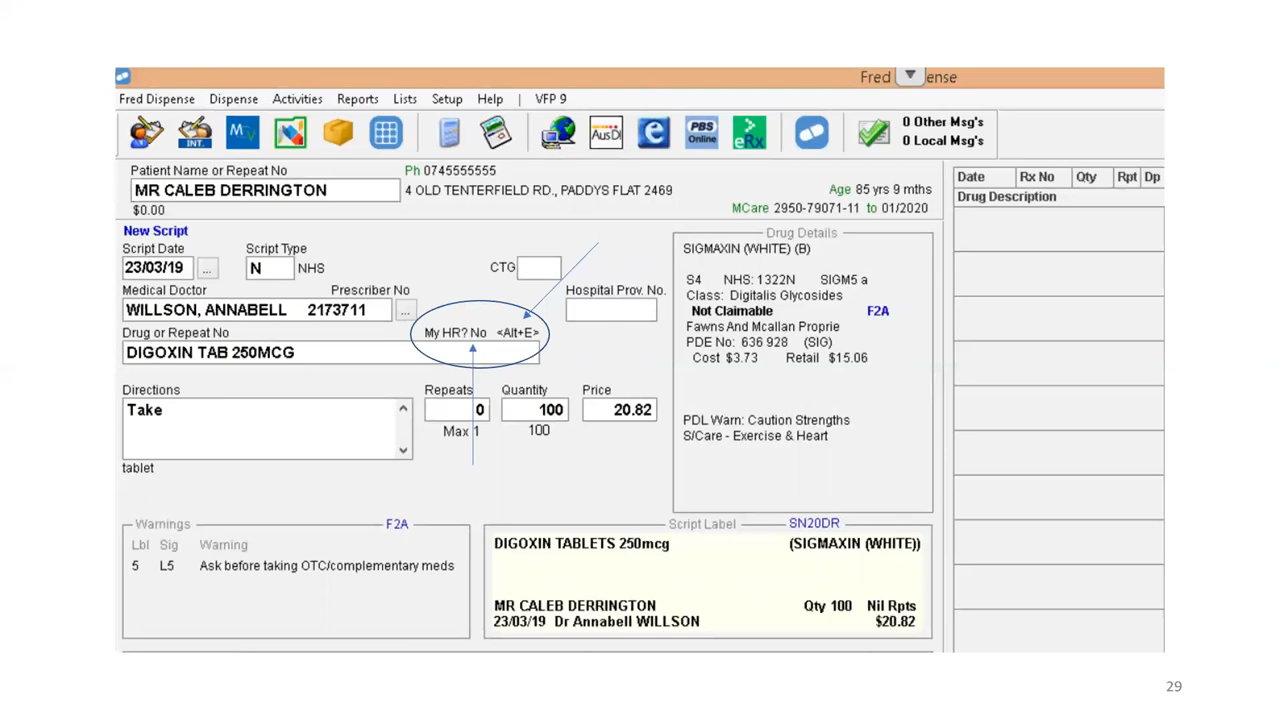 Fred
ense
Fred Dispense Dispense Activities Reports Lists Setup Help | VFP 9
INT.
AusDI
PBS Online
eRx
0 Other Msg's
0 Local Msg's
Patient Name or Repeat No
Ph 0745555555
MR CALEB DERRINGTON
4 OLD TENTERFIELD RD., PADDYS FLAT 2469
Age 85 yrs 9 mths
$0.00
MCare 2950-79071-11 to 01/2020
Date Rx No Qty Rpt Dp
Drug Description
New Script
Script Date Script Type
23/03/19 ... N NHS
CTG
Medical Doctor Prescriber No
Hospital Prov. No.
WILLSON, ANNABELL 2173711 ...
Drug or Repeat No
My HR? No <Alt+E>
DIGOXIN TAB 250MCG
Directions Repeats Quantity Price
Take 0 100 20.82
Max 1 100
tablet
Drug Details
SIGMAXIN (WHITE) (B)
S4 NHS: 1322N SIGM5 a
Class: Digitalis Glycosides
Not Claimable F2A
Fawns And Mcallan Proprie
PDE No: 636 928 (SIG)
Cost $3.73 Retail $15.06
PDL Warn: Caution Strengths
S/Care - Exercise & Heart
Warnings F2A
Lbl Sig Warning
5 L5 Ask before taking OTC/complementary meds
Script Label SN20DR
DIGOXIN TABLETS 250mcg (SIGMAXIN (WHITE))
MR CALEB DERRINGTON Qty 100 Nil Rpts
23/03/19 Dr Annabell WILLSON $20.82
29